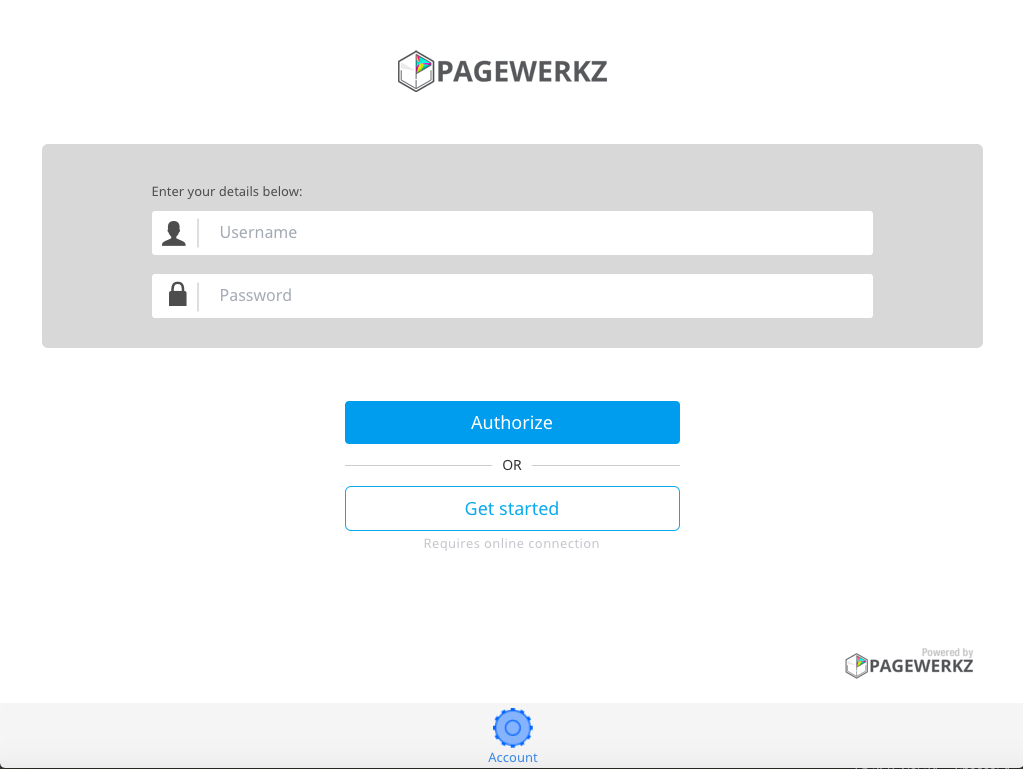 PAGEWERKZ
Enter your details below:
Username
Password
Authorize
OR
Get started
Requires online connection
Powered by
PAGEWERKZ
Account